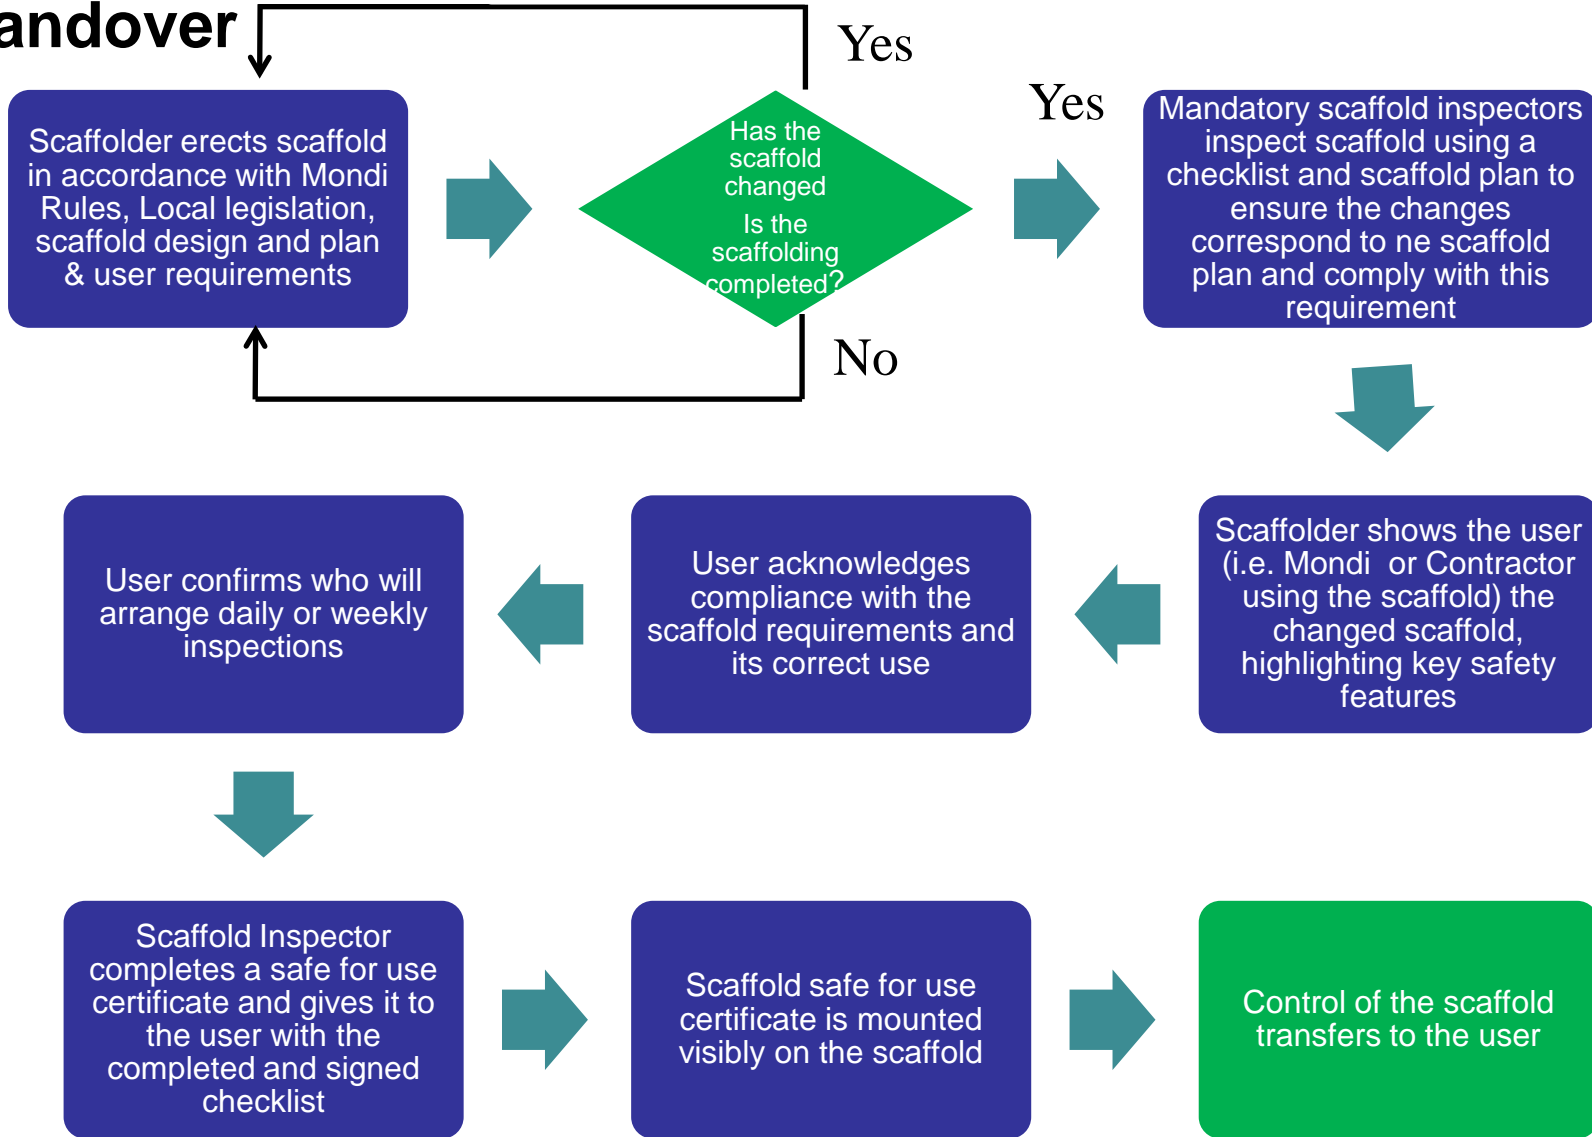 andover
Yes
Yes
Scaffolder erects scaffold
in accordance with Mondi
Rules, Local legislation,
scaffold design and plan
& user requirements
Has the
scaffold
changed
Is the
scaffolding
completed?
Mandatory scaffold inspectors
inspect scaffold using a
checklist and scaffold plan to
ensure the changes
correspond to ne scaffold
plan and comply with this
requirement
No
Scaffolder shows the user
(i.e. Mondi  or Contractor
using the scaffold) the
changed scaffold,
highlighting key safety
features
User acknowledges
compliance with the
scaffold requirements and
its correct use
User confirms who will
arrange daily or weekly
inspections
Scaffold Inspector
completes a safe for use
certificate and gives it to
the user with the
completed and signed
checklist
Scaffold safe for use
certificate is mounted
visibly on the scaffold
Control of the scaffold
transfers to the user